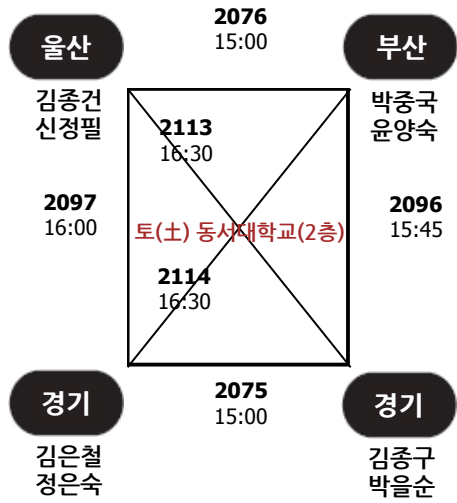 2076
15:00
울산
부산
김종건
신정필
박중국
윤양숙
2113
16:30
2097
16:00
2096
15:45
토(土) 동서대학교(2층)
2114
16:30
경기
2075
15:00
경기
김은철
정은숙
김종구
박을순